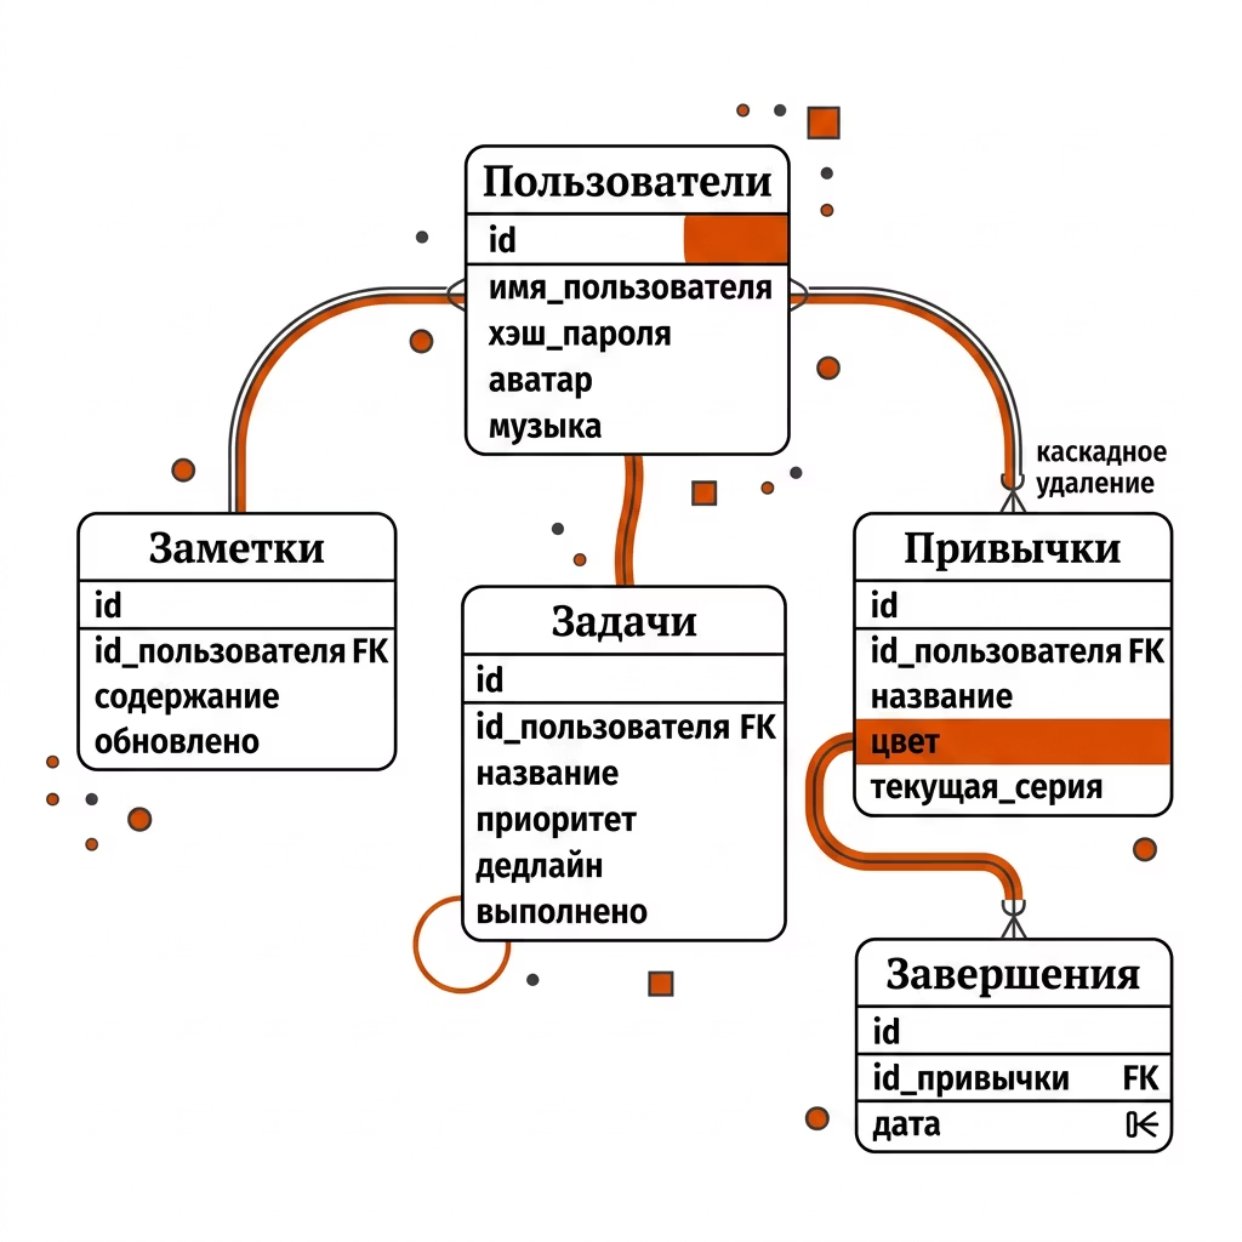 Пользователи
id
имя_пользователя
хэш_пароля
аватар
музыка
каскадное
удаление
Заметки
id
id_пользователя FK
содержание
обновлено
Задачи
id
id_пользователя FK
название
приоритет
дедлайн
выполнено
Привычки
id
id_пользователя FK
название
цвет
текущая_серия
Завершения
id
id_привычки FK
дата